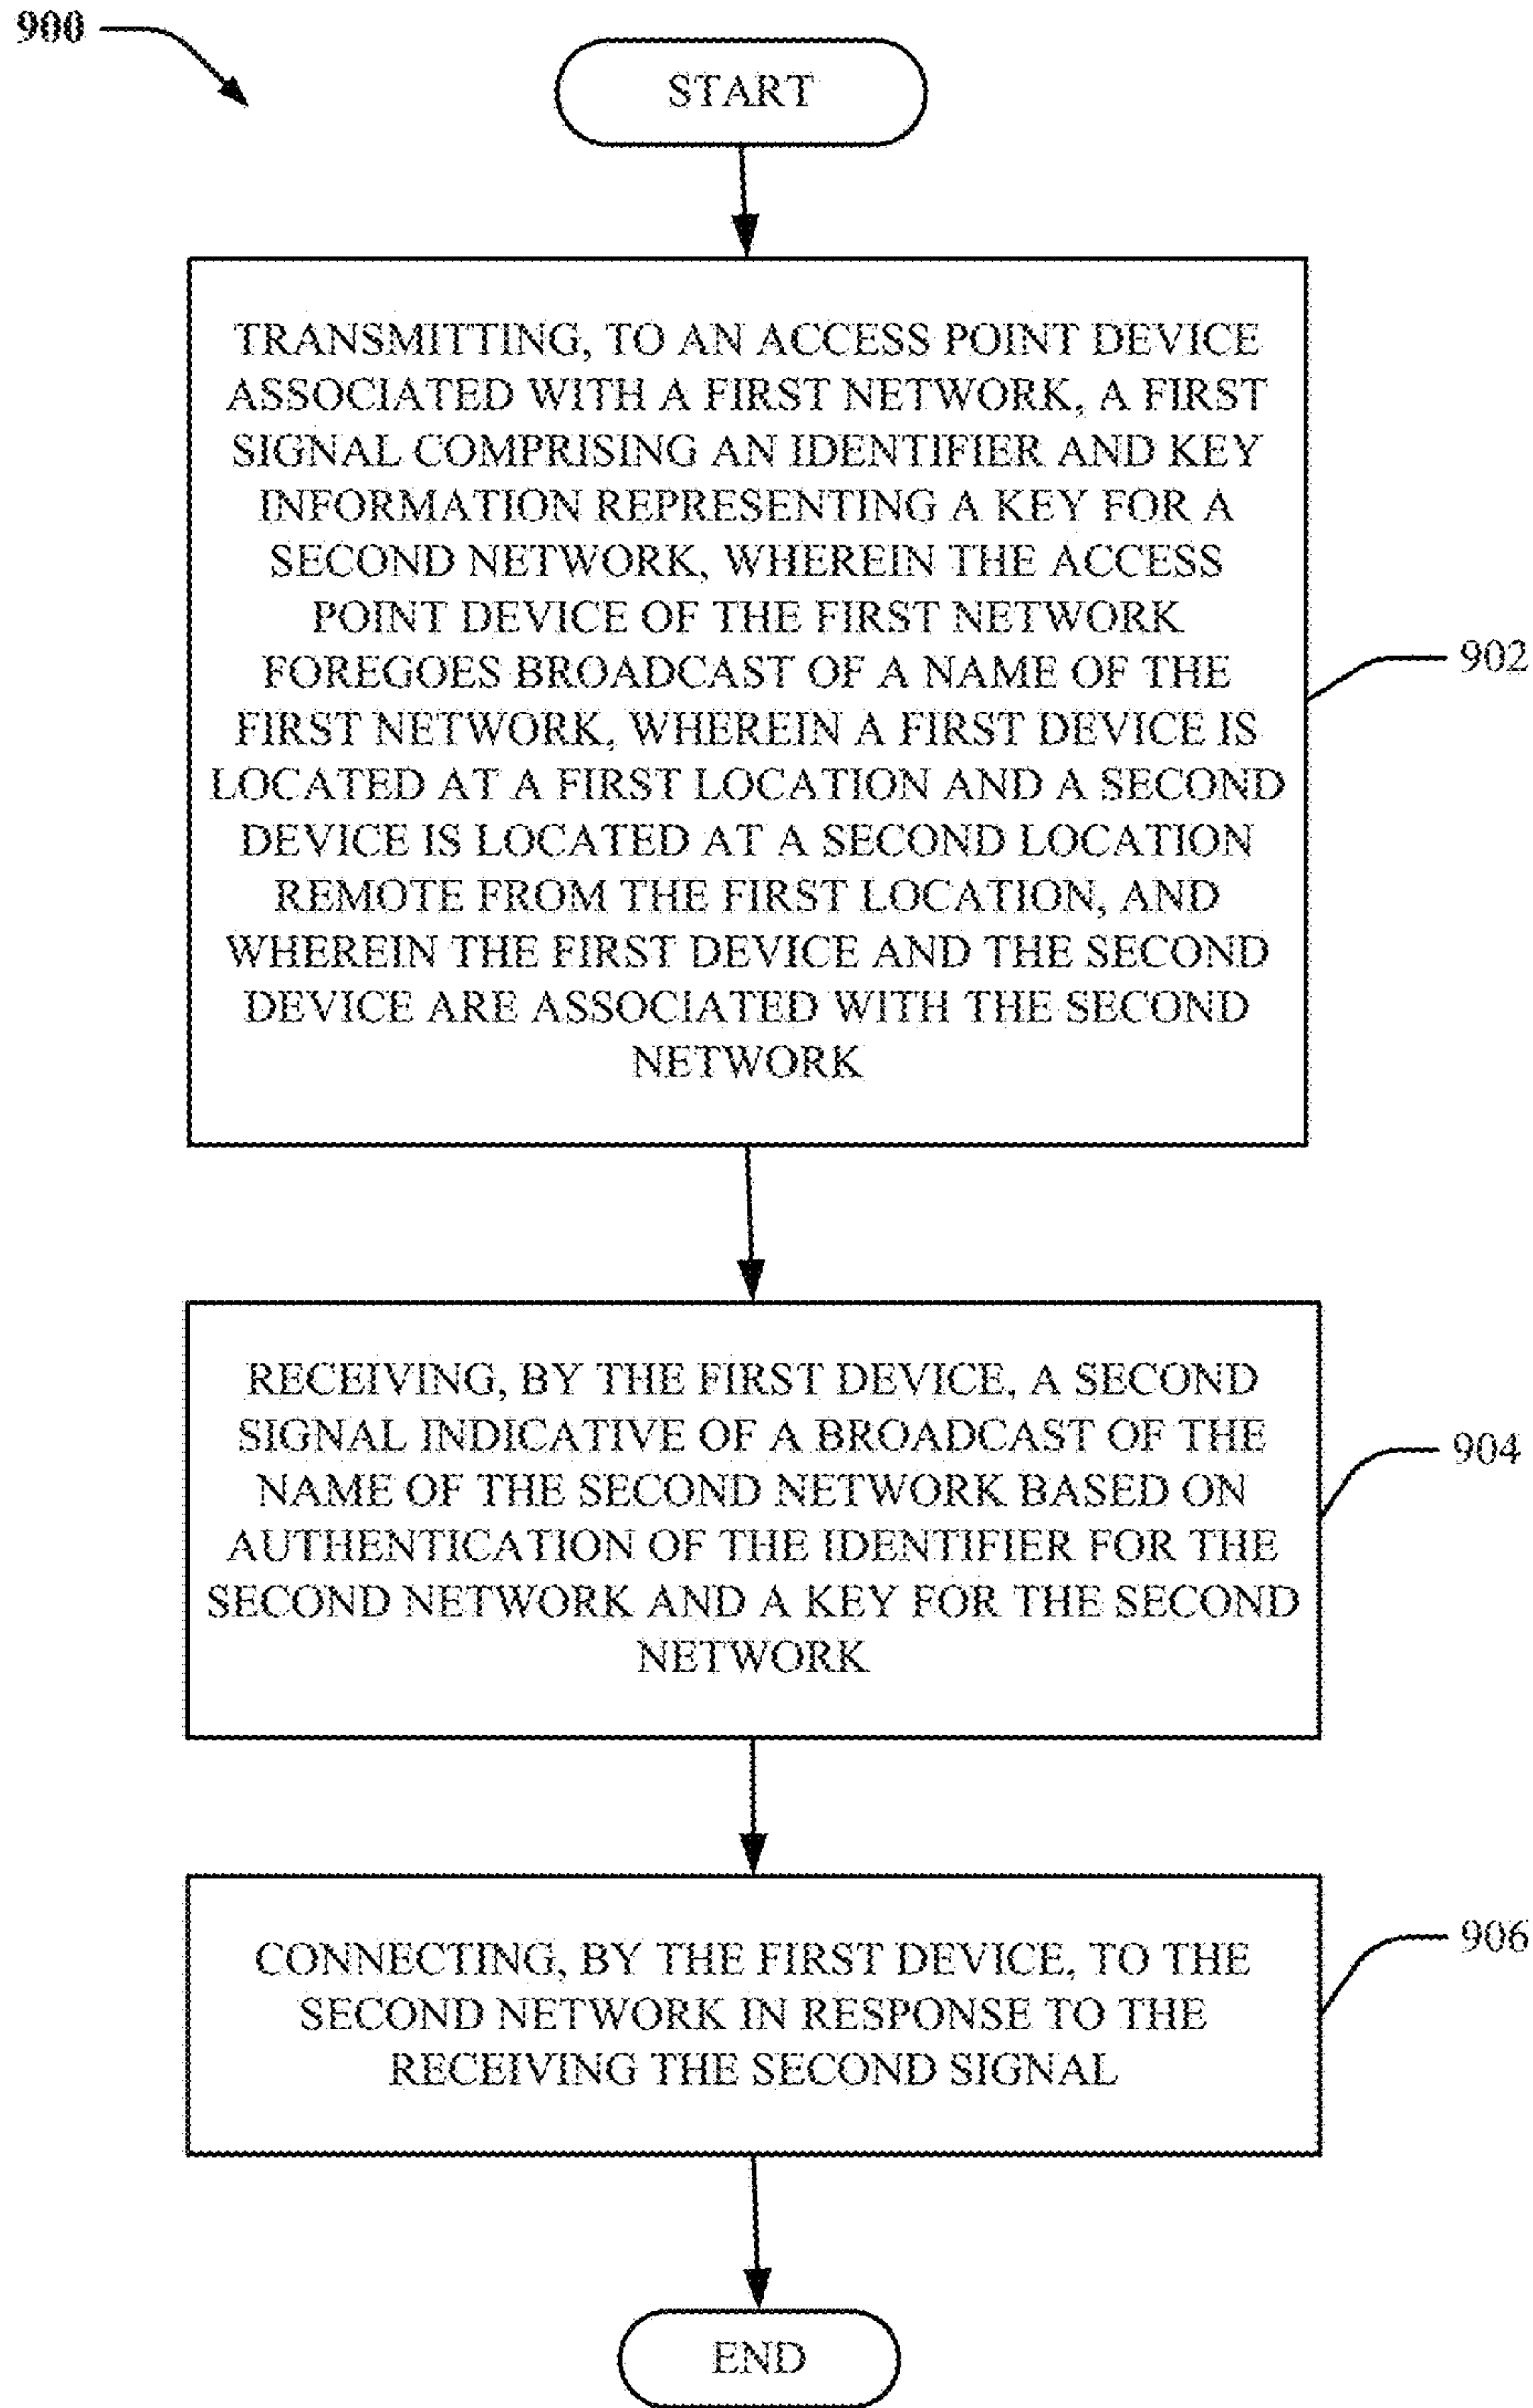 900
START
TRANSMITTING, TO AN ACCESS POINT DEVICE
ASSOCIATED WITH A FIRST NETWORK, A FIRST
SIGNAL COMPRISING AN IDENTIFIER AND KEY
INFORMATION REPRESENTING A KEY FOR A
SECOND NETWORK, WHEREIN THE ACCESS
POINT DEVICE OF THE FIRST NETWORK
FOREGOES BROADCAST OF A NAME OF THE
FIRST NETWORK, WHEREIN A FIRST DEVICE IS
LOCATED AT A FIRST LOCATION AND A SECOND
DEVICE IS LOCATED AT A SECOND LOCATION
REMOTE FROM THE FIRST LOCATION, AND
WHEREIN THE FIRST DEVICE AND THE SECOND
DEVICE ARE ASSOCIATED WITH THE SECOND
NETWORK
902
RECEIVING, BY THE FIRST DEVICE, A SECOND
SIGNAL INDICATIVE OF A BROADCAST OF THE
NAME OF THE SECOND NETWORK BASED ON
AUTHENTICATION OF THE IDENTIFIER FOR THE
SECOND NETWORK AND A KEY FOR THE SECOND
NETWORK
904
CONNECTING, BY THE FIRST DEVICE, TO THE
SECOND NETWORK IN RESPONSE TO THE
RECEIVING THE SECOND SIGNAL
906
END